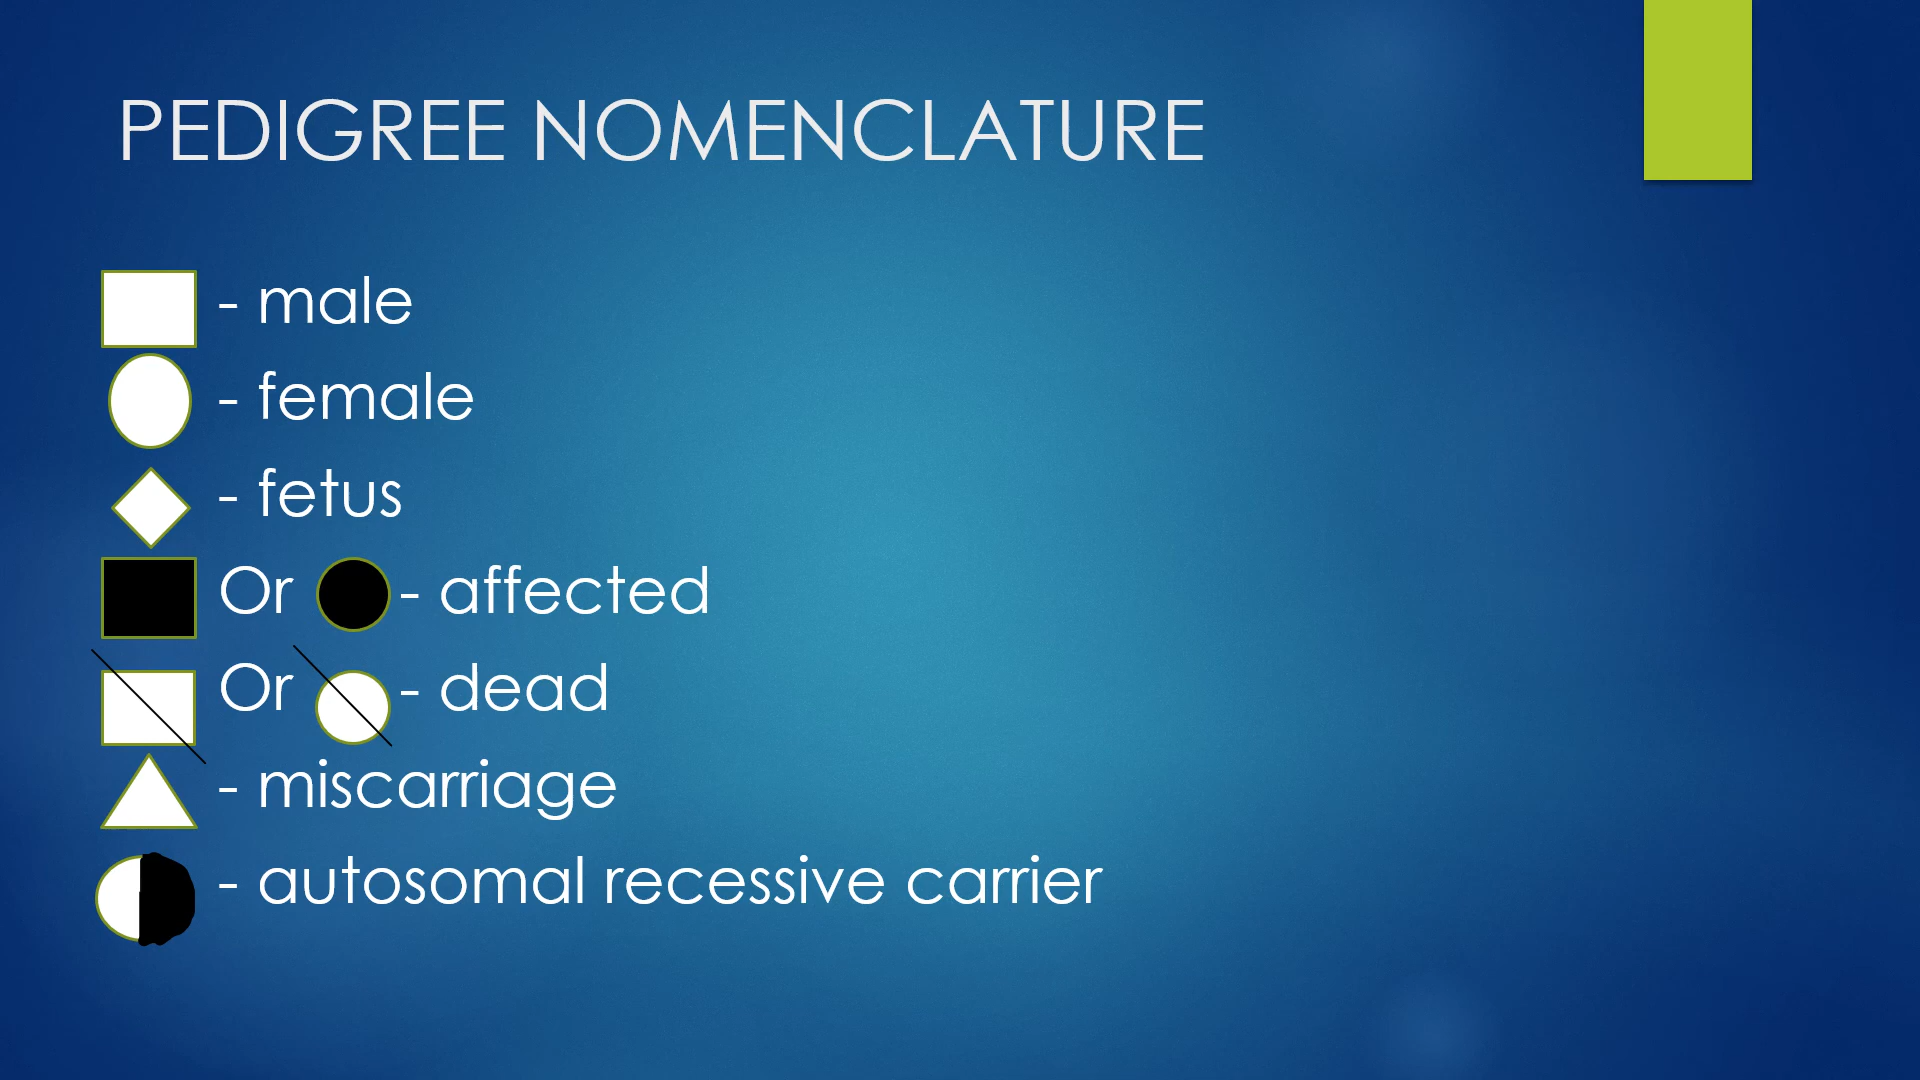 PEDIGREE NOMENCLATURE
- male
- female
- fetus
Or - affected
Or - dead
- miscarriage
- autosomal recessive carrier